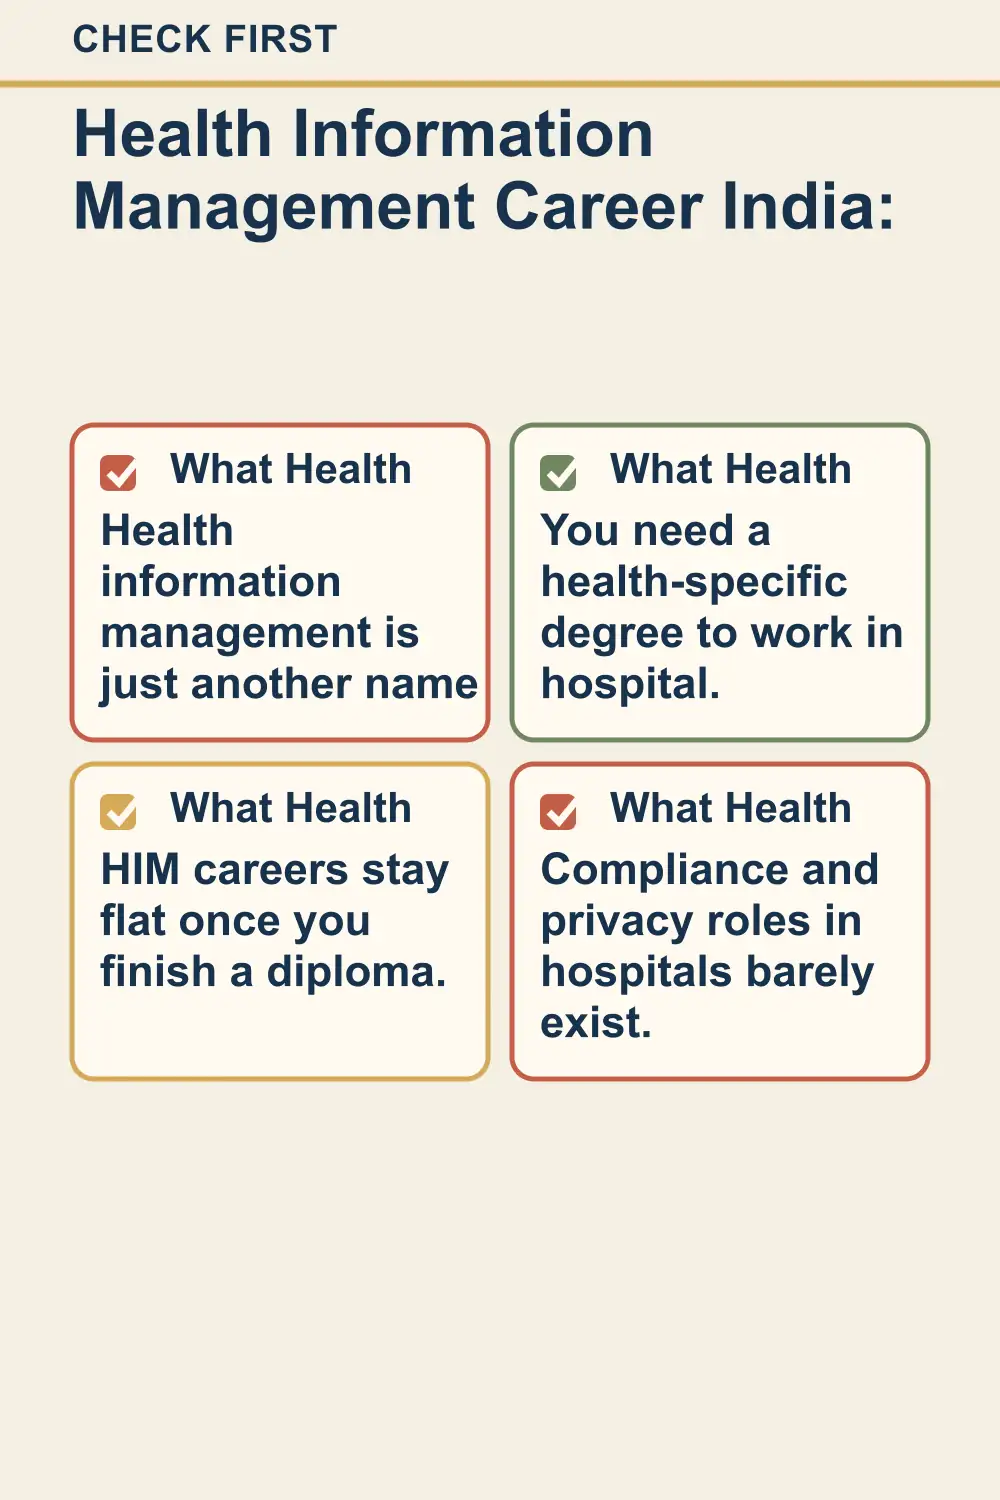 CHECK FIRST
Health Information
Management Career India:
What Health
Health
information
management is
just another name
What Health
You need a
health-specific
degree to work in
hospital.
What Health
HIM careers stay
flat once you
finish a diploma.
What Health
Compliance and
privacy roles in
hospitals barely
exist.